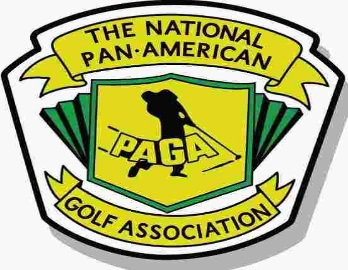 THE NATIONAL
PAN·AMERICAN
PAGA
GOLF ASSOCIATION